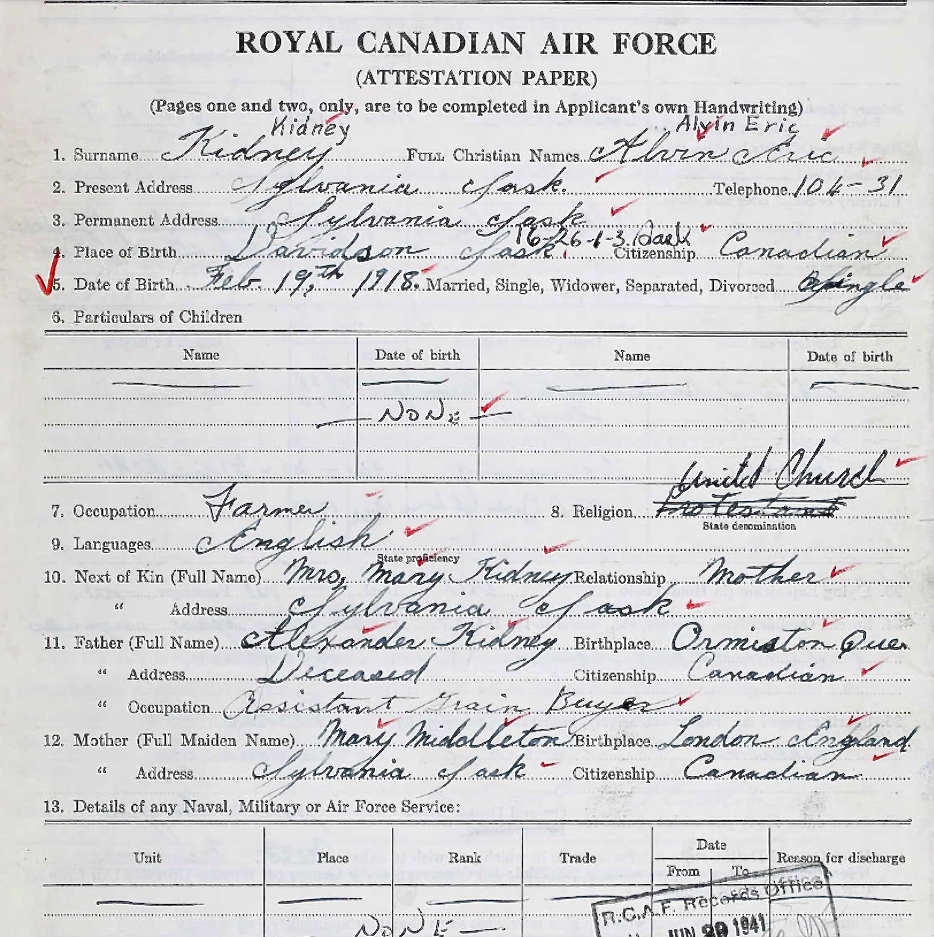 ROYAL CANADIAN AIR FORCE
(ATTESTATION PAPER)
(Pages one and two, only, are to be completed in Applicant's own Handwriting)
Kidney Alvin Eric
1. Surname Kidney FULL Christian Names Alvin Eric
2. Present Address Sylvania Sask. Telephone 104-31
3. Permanent Address Sylvania Sask
16-26-1-3.
4. Place of Birth Davidson Sask. Citizenship Canadian
5. Date of Birth Feb 19,th 1918. Married, Single, Widower, Separated, Divorced Single
6. Particulars of Children
Name Date of birth Name Date of birth
NONE
United Church
7. Occupation Farmer 8. Religion Protestant
State denomination
9. Languages English
State proficiency
10. Next of Kin (Full Name) Mrs, Mary Kidney Relationship Mother
" Address Sylvania Sask
11. Father (Full Name) Alexander Kidney Birthplace Ormiston Que.
" Address Deceased Citizenship Canadian
" Occupation Assistant Grain Buyer
12. Mother (Full Maiden Name) Mary Middleton Birthplace London England
" Address Sylvania Sask Citizenship Canadian
13. Details of any Naval, Military or Air Force Service:
Unit Place Rank Trade Date From To Reason for discharge
R.C.A.F. Records Office
NONE
JUN 1941